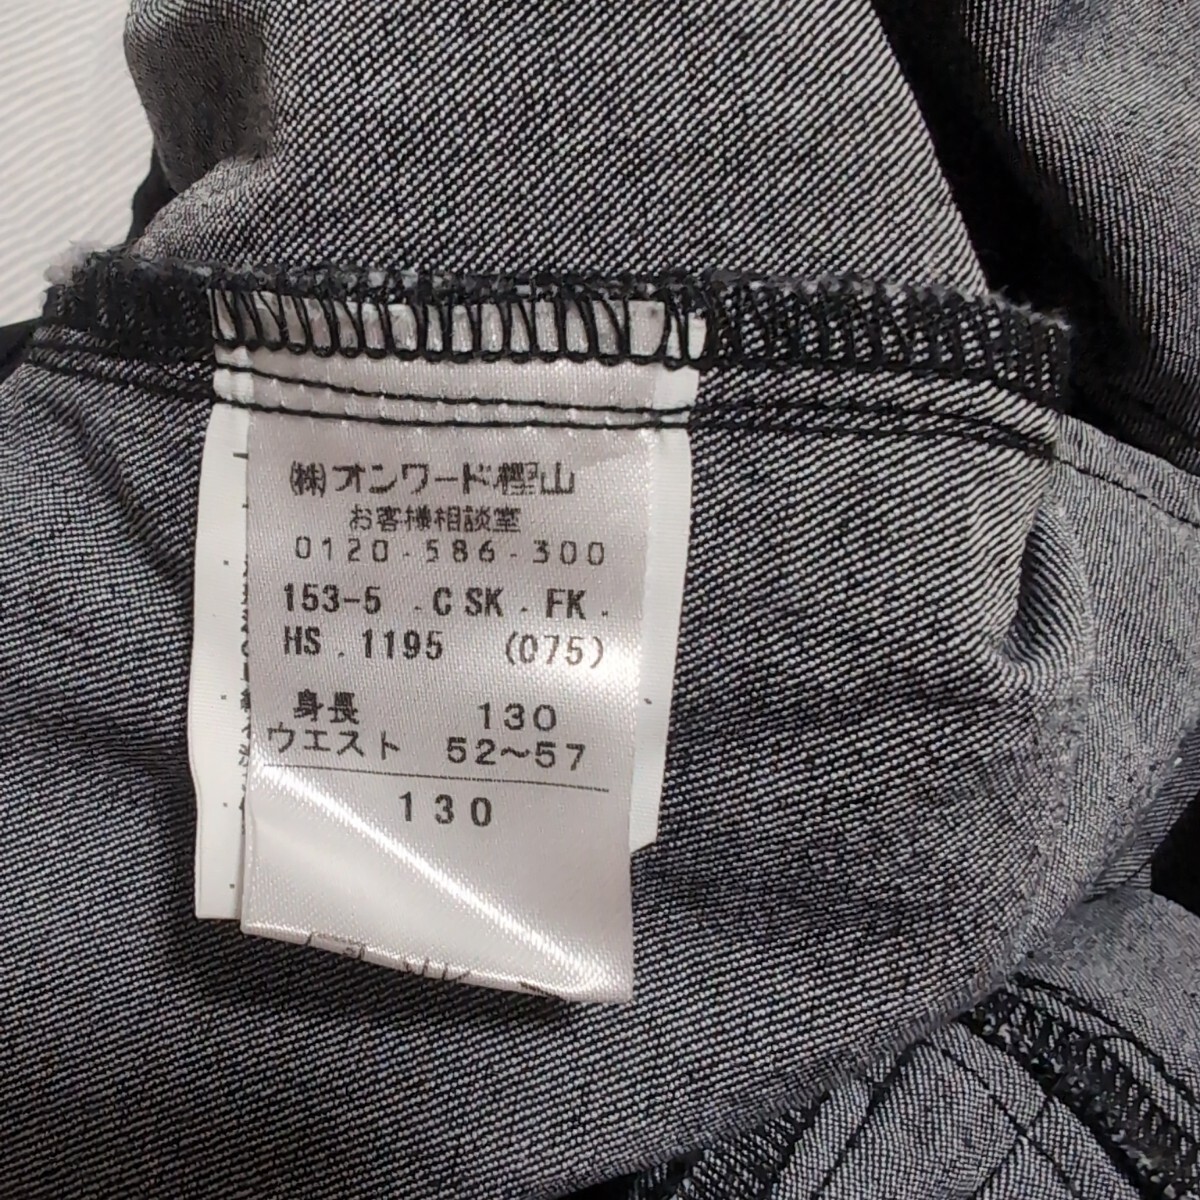 ㈱オンワード樫山
お客様相談室
0120-586-300
153-5 .CSK.FK.
HS.1195 (075)
身長 130
ウエスト 52〜57
130